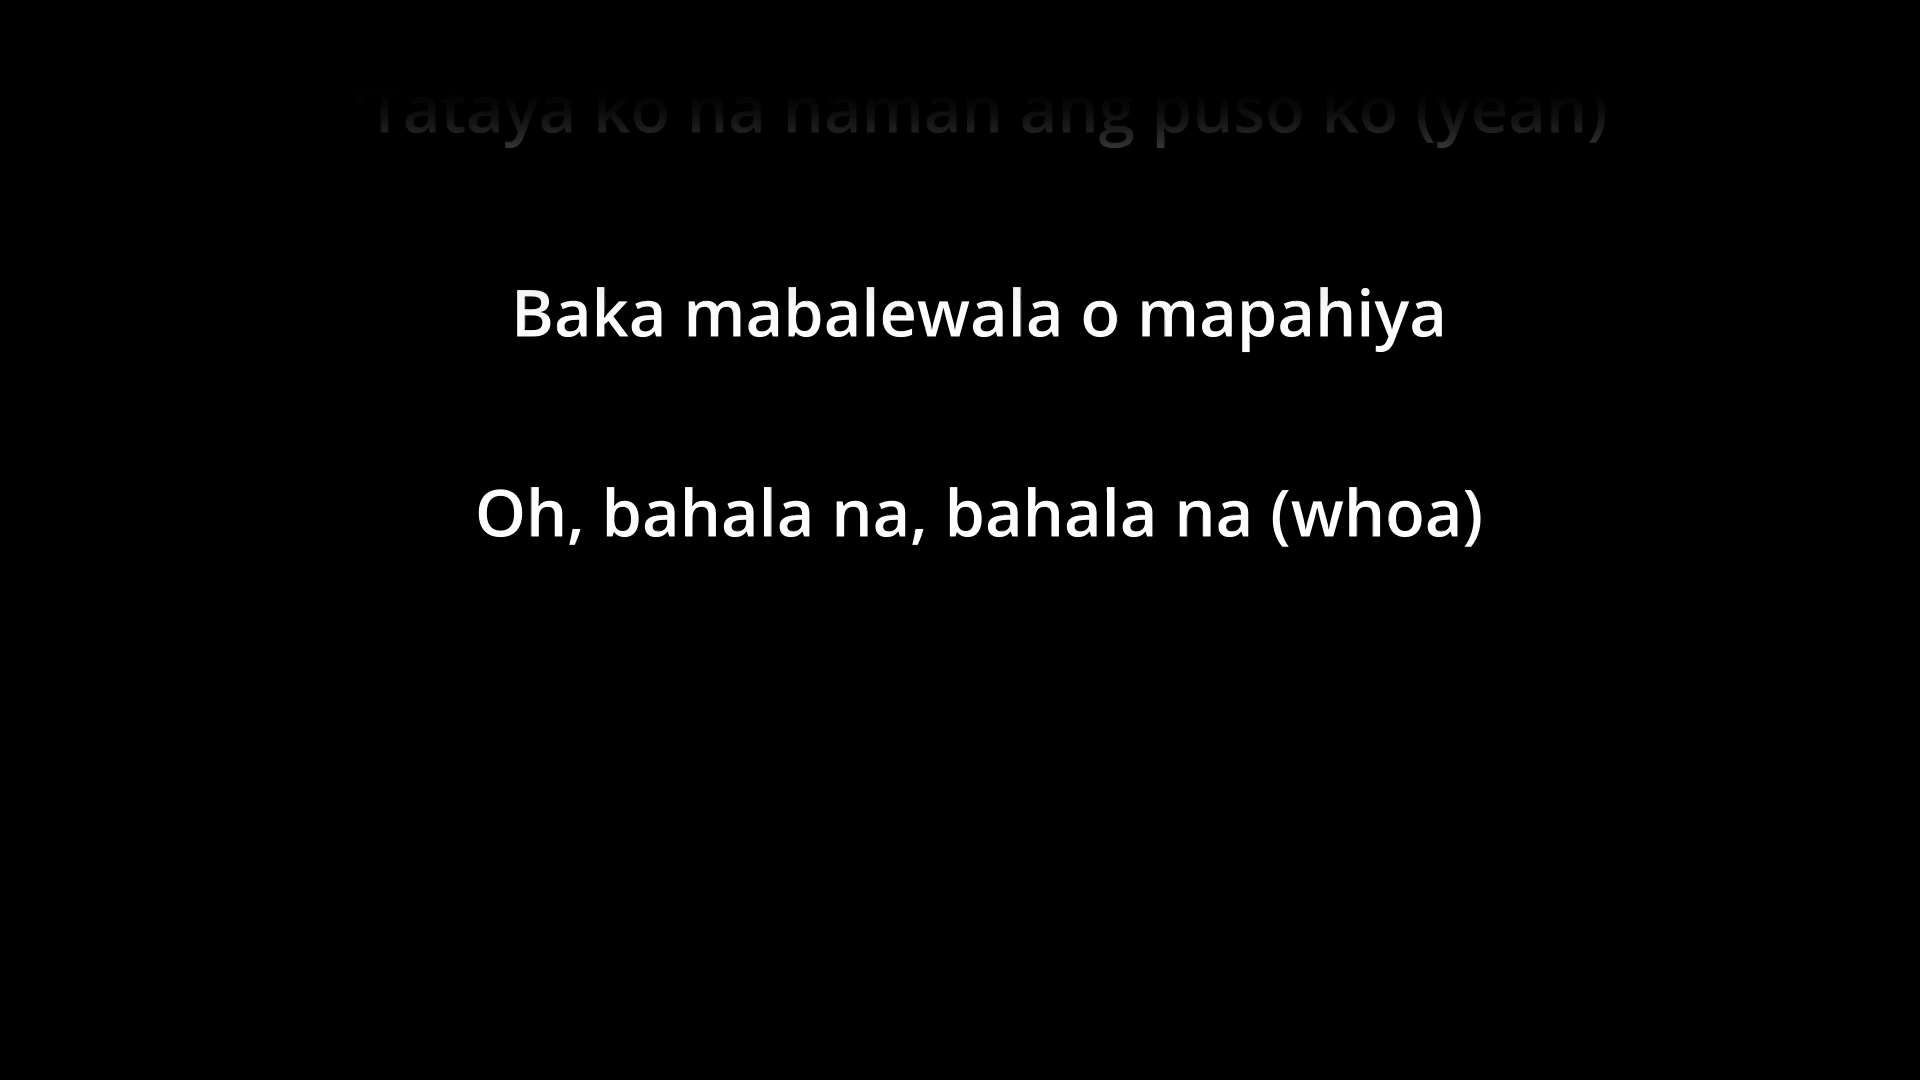 'Tataya ko na naman ang puso ko (yeah)
Baka mabalewala o mapahiya
Oh, bahala na, bahala na (whoa)